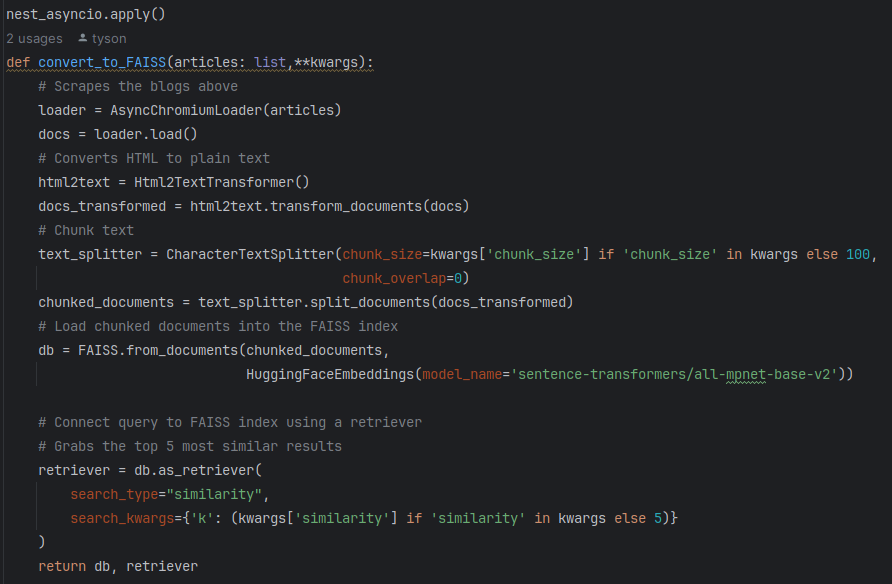 nest_asyncio.apply()
2 usages tyson
def convert_to_FAISS(articles: list,**kwargs):
    # Scrapes the blogs above
    loader = AsyncChromiumLoader(articles)
    docs = loader.load()
    # Converts HTML to plain text
    html2text = Html2TextTransformer()
    docs_transformed = html2text.transform_documents(docs)
    # Chunk text
    text_splitter = CharacterTextSplitter(chunk_size=kwargs['chunk_size'] if 'chunk_size' in kwargs else 100,
                                          chunk_overlap=0)
    chunked_documents = text_splitter.split_documents(docs_transformed)
    # Load chunked documents into the FAISS index
    db = FAISS.from_documents(chunked_documents,
                              HuggingFaceEmbeddings(model_name='sentence-transformers/all-mpnet-base-v2'))

    # Connect query to FAISS index using a retriever
    # Grabs the top 5 most similar results
    retriever = db.as_retriever(
        search_type="similarity",
        search_kwargs={'k': (kwargs['similarity'] if 'similarity' in kwargs else 5)}
    )
    return db, retriever